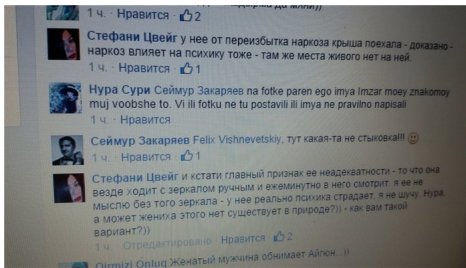 1 ч. · Нравится · 2
Стефани Цвейг у нее от переизбытка наркоза крыша поехала - доказано -
наркоз влияет на психику тоже - там же места живого нет на ней.
1 ч. · Нравится · 1
Нура Сури Сеймур Закаряев na fotke paren ego imya Imzar moey znakomoy
muj voobshe to. Vi ili fotku ne tu postavili ili imya ne pravilno napisali
1 ч. · Нравится
Сеймур Закаряев Felix Vishnevetskiy, тут какая-та не стыковка!!!
1 ч. · Нравится · 1
Стефани Цвейг И кстати главный признак ее неадекватности - то что она
везде ходит с зеркалом ручным и ежеминутно в него смотрит. я ее не
мыслю без того зеркала - у нее реально психика страдает. я не шучу. Нура,
а может жениха этого нет существует в природе?)) - как вам такой
вариант?))
1 ч. · Отредактировано · Нравится · 2
Qirmizi Onluq Женатый мужчина обнимает Айгюн...))